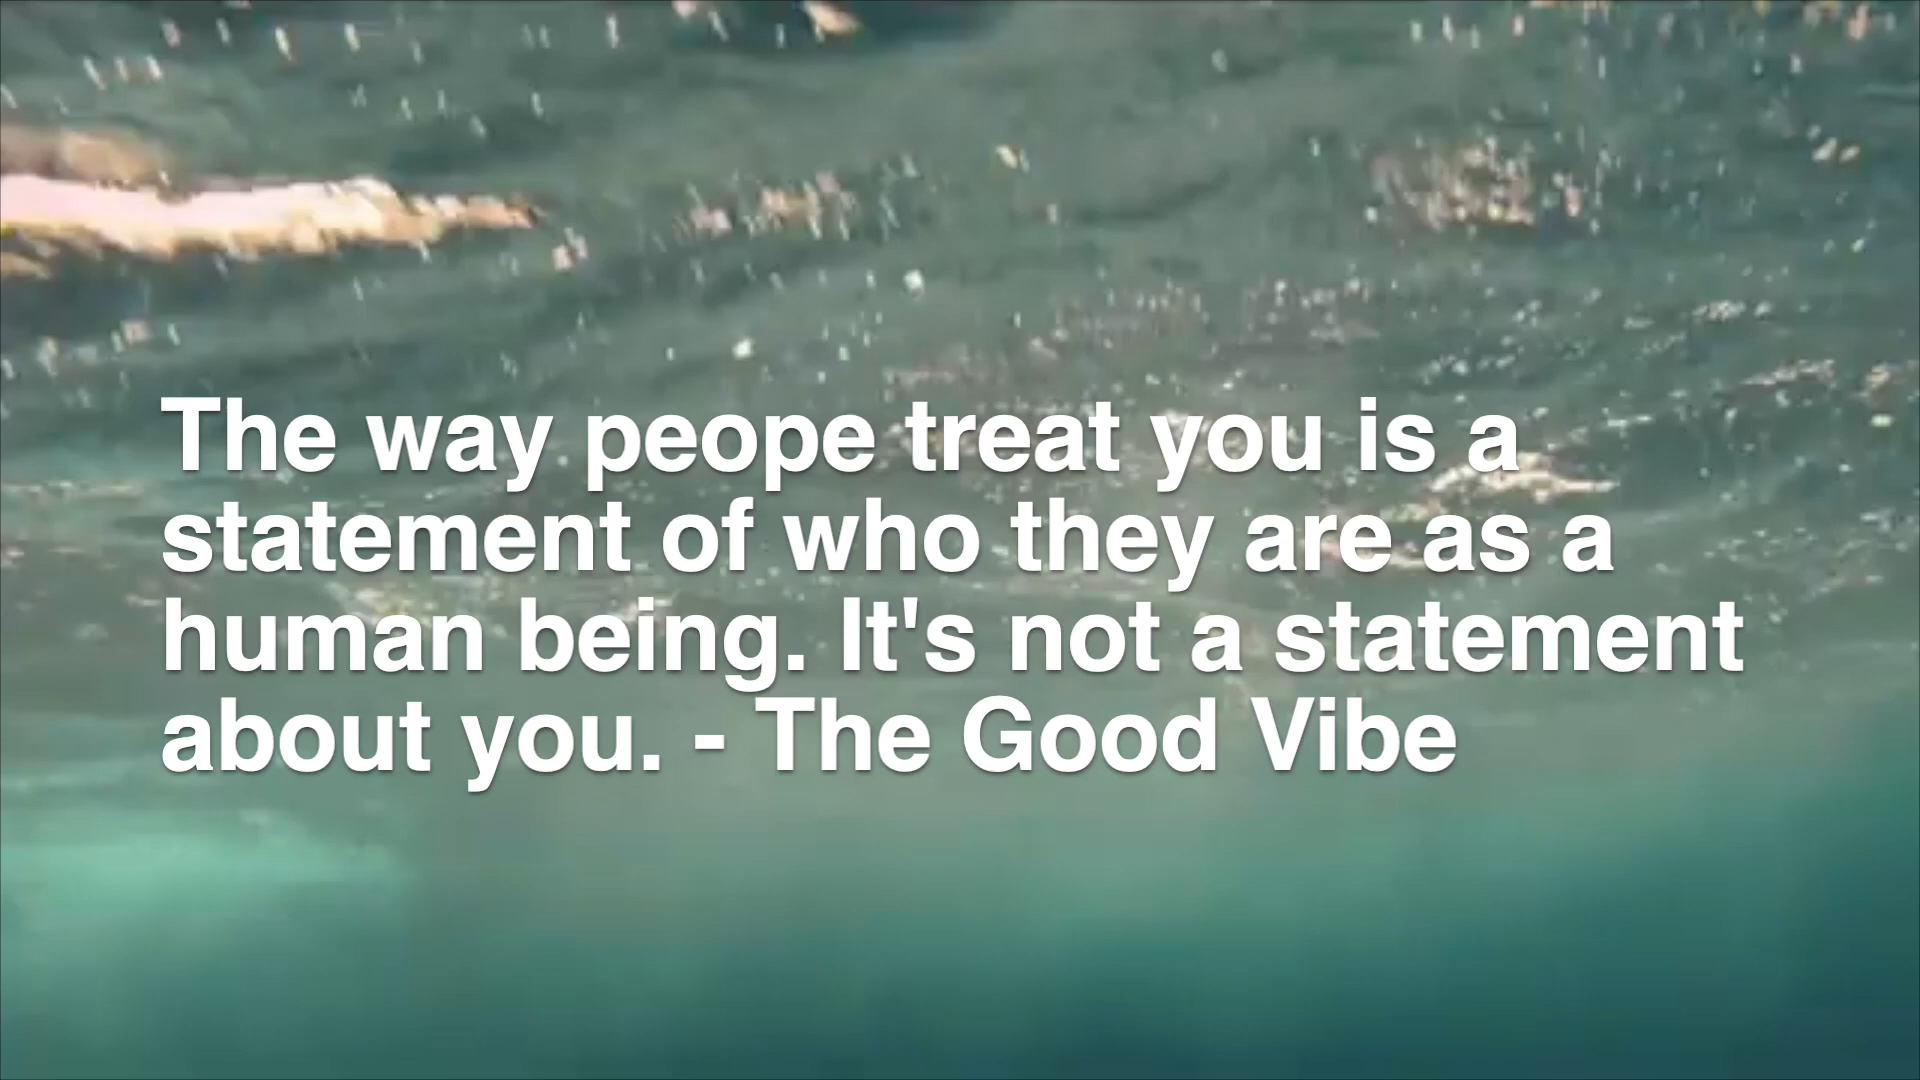 The way peope treat you is a
statement of who they are as a
human being. It's not a statement
about you. - The Good Vibe